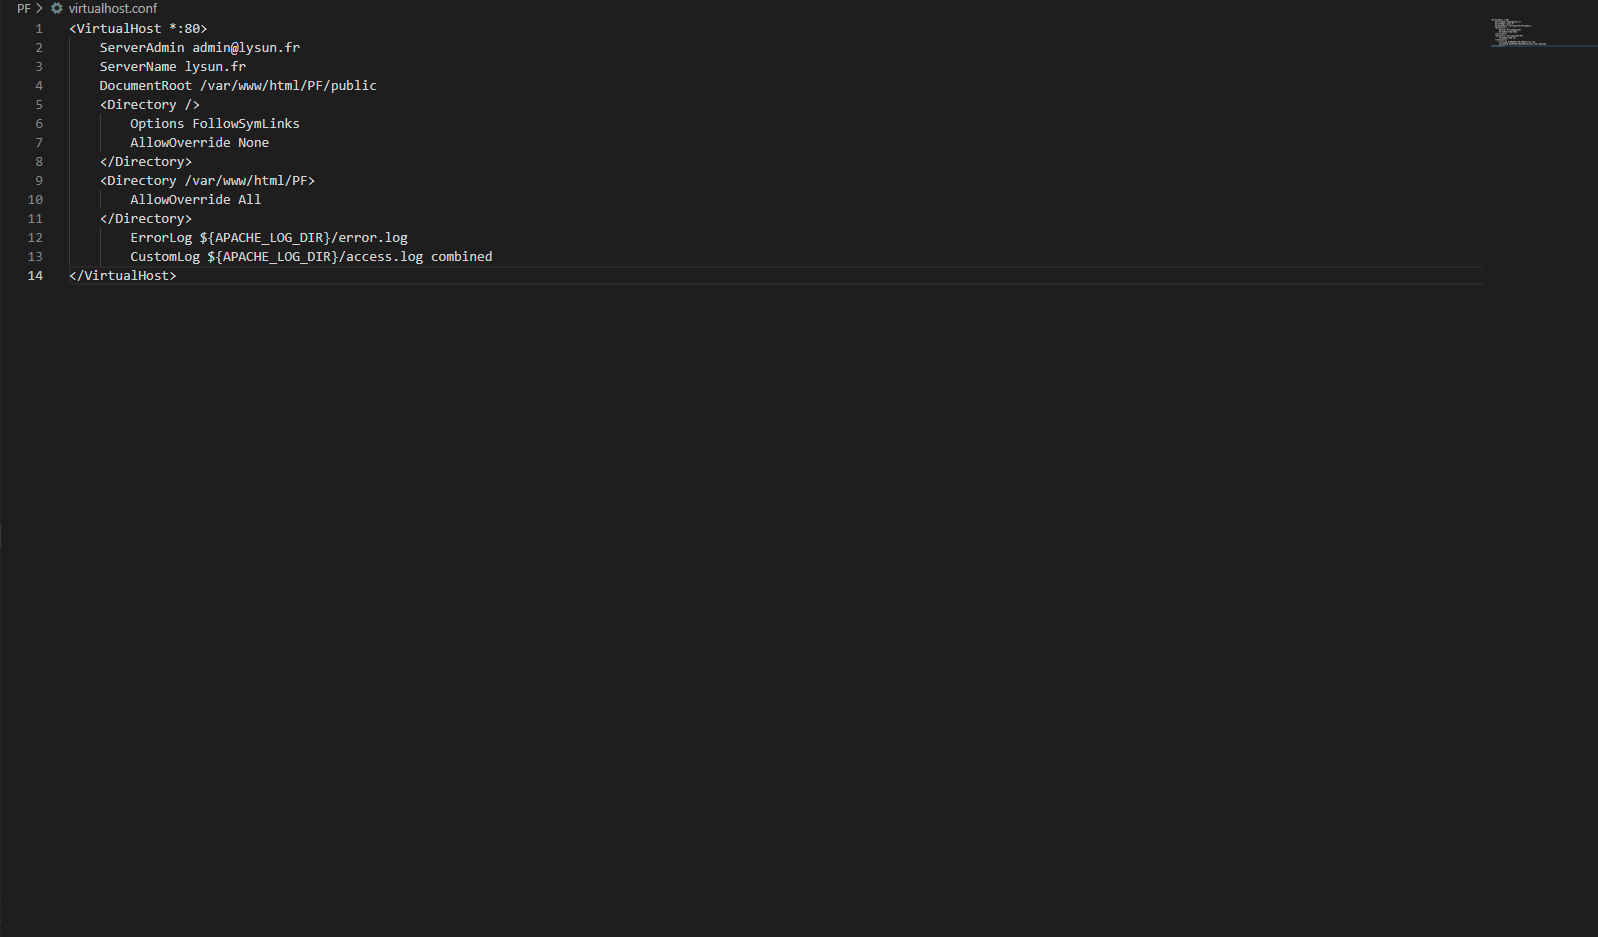 PF > virtualhost.conf
1 <VirtualHost *:80>
2     ServerAdmin admin@lysun.fr
3     ServerName lysun.fr
4     DocumentRoot /var/www/html/PF/public
5     <Directory />
6         Options FollowSymLinks
7         AllowOverride None
8     </Directory>
9     <Directory /var/www/html/PF>
10         AllowOverride All
11     </Directory>
12         ErrorLog ${APACHE_LOG_DIR}/error.log
13         CustomLog ${APACHE_LOG_DIR}/access.log combined
14 </VirtualHost>